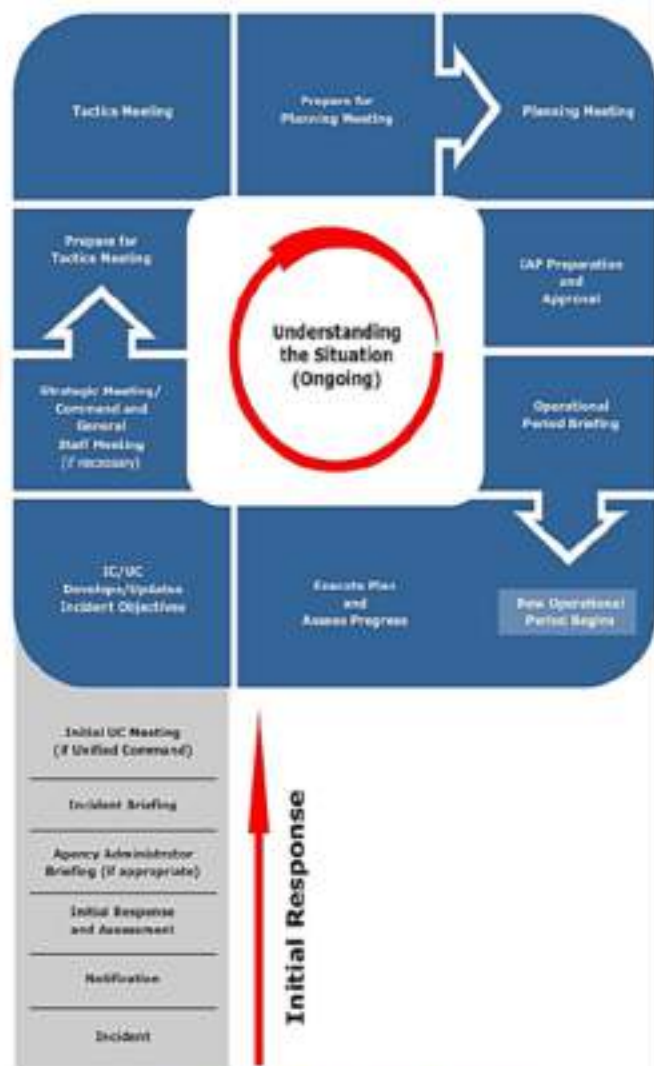 Tactics Meeting
Prepare for
Planning Meeting
Planning Meeting
Prepare for
Tactics Meeting
Understanding
the Situation
(Ongoing)
IAP Preparation
and
Approval
Strategic Meeting/
Command and
General
Staff Meeting
(if necessary)
Operational
Period Briefing
IC/UC
Develops/Updates
Incident Objectives
Execute Plan
and
Assess Progress
New Operational
Period Begins
Initial UC Meeting
(if Unified Command)
Incident Briefing
Agency Administrator
Briefing (if appropriate)
Initial Response
and Assessment
Notification
Incident
Initial Response